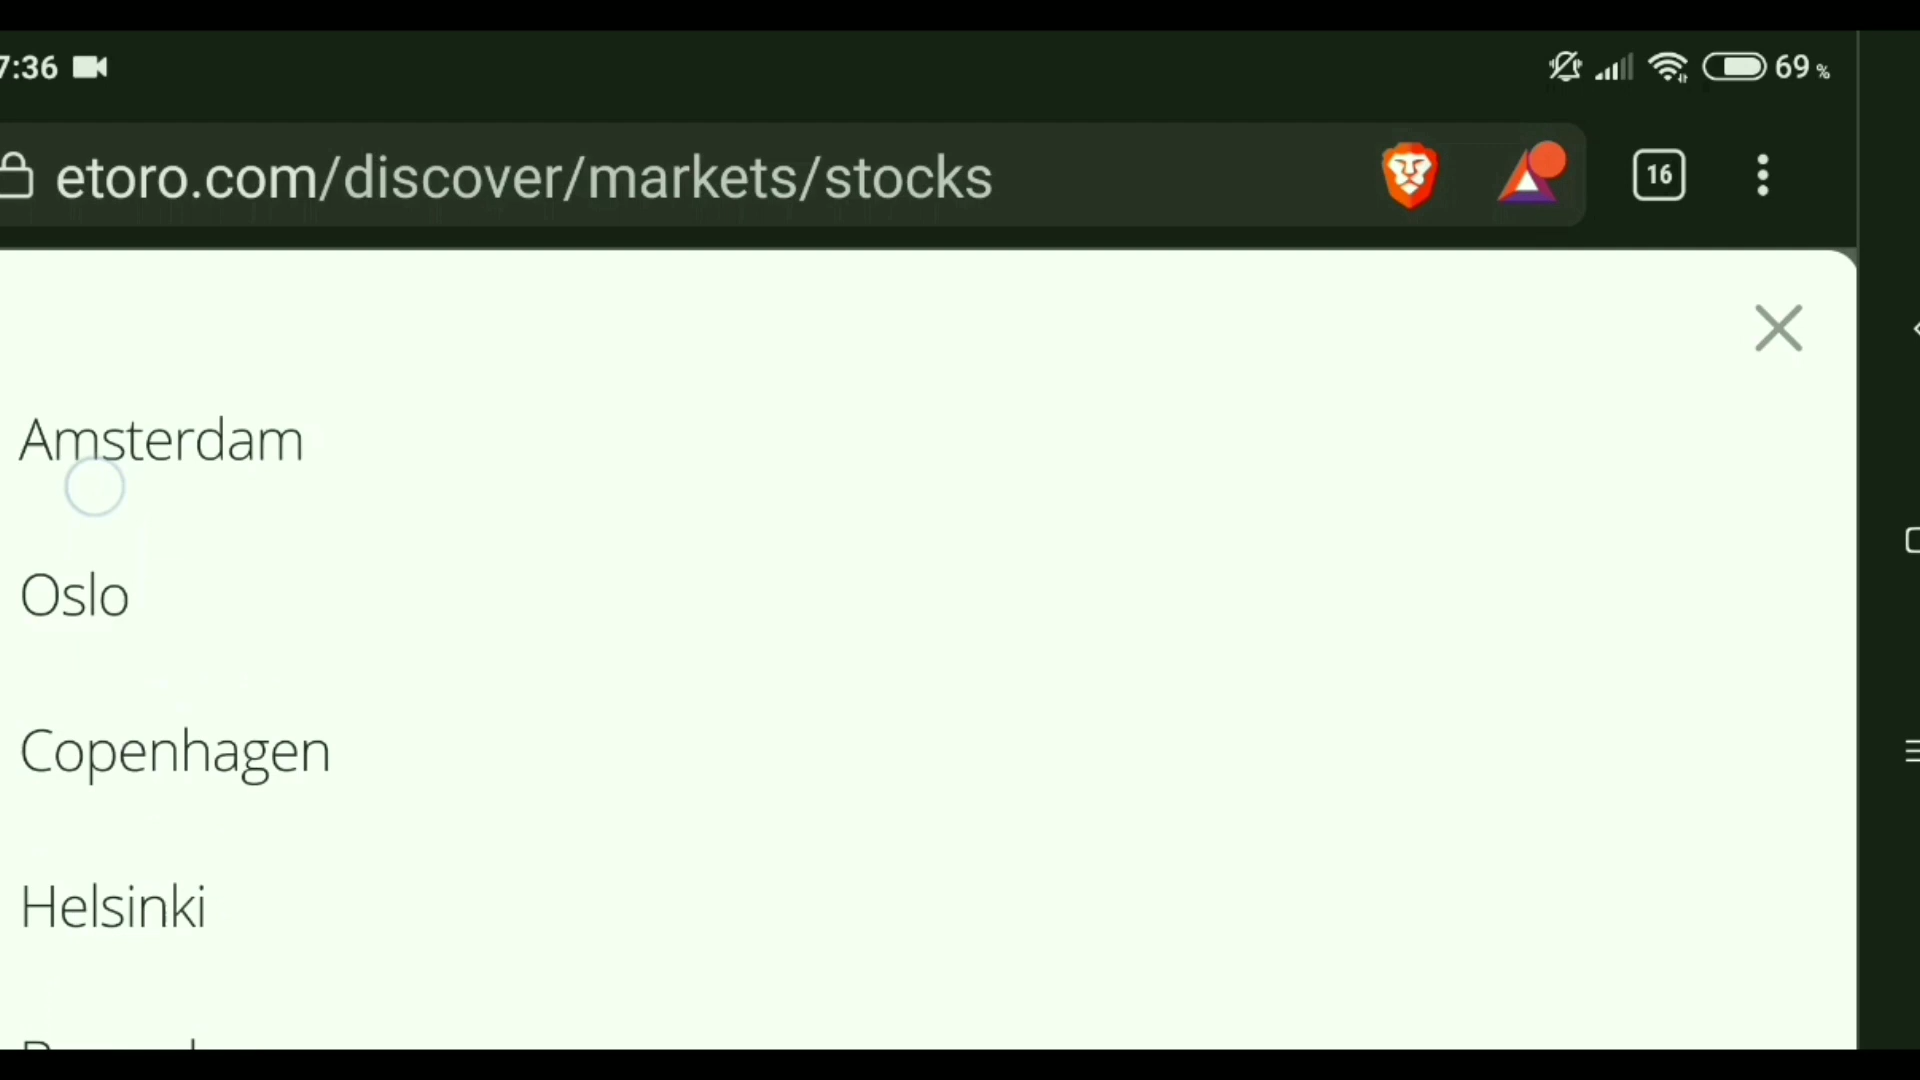 7:36
69 %
etoro.com/discover/markets/stocks
16
Amsterdam
Oslo
Copenhagen
Helsinki